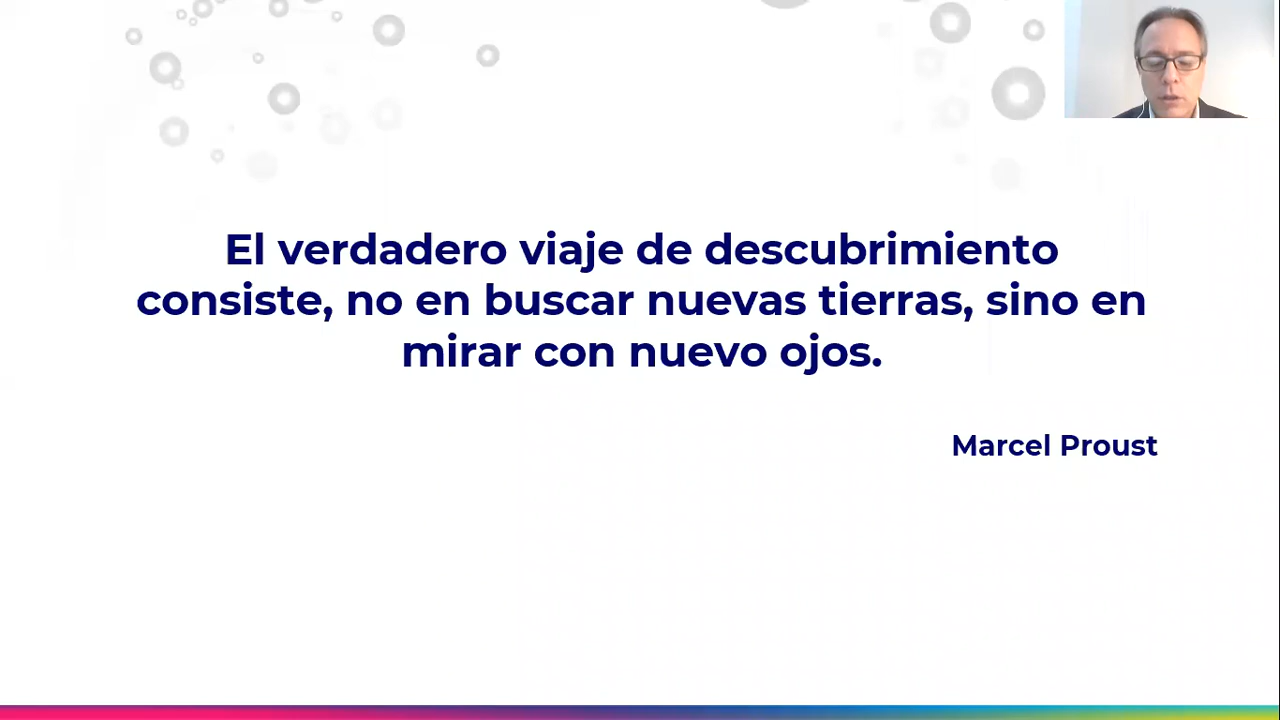 El verdadero viaje de descubrimiento
consiste, no en buscar nuevas tierras, sino en
mirar con nuevo ojos.
Marcel Proust